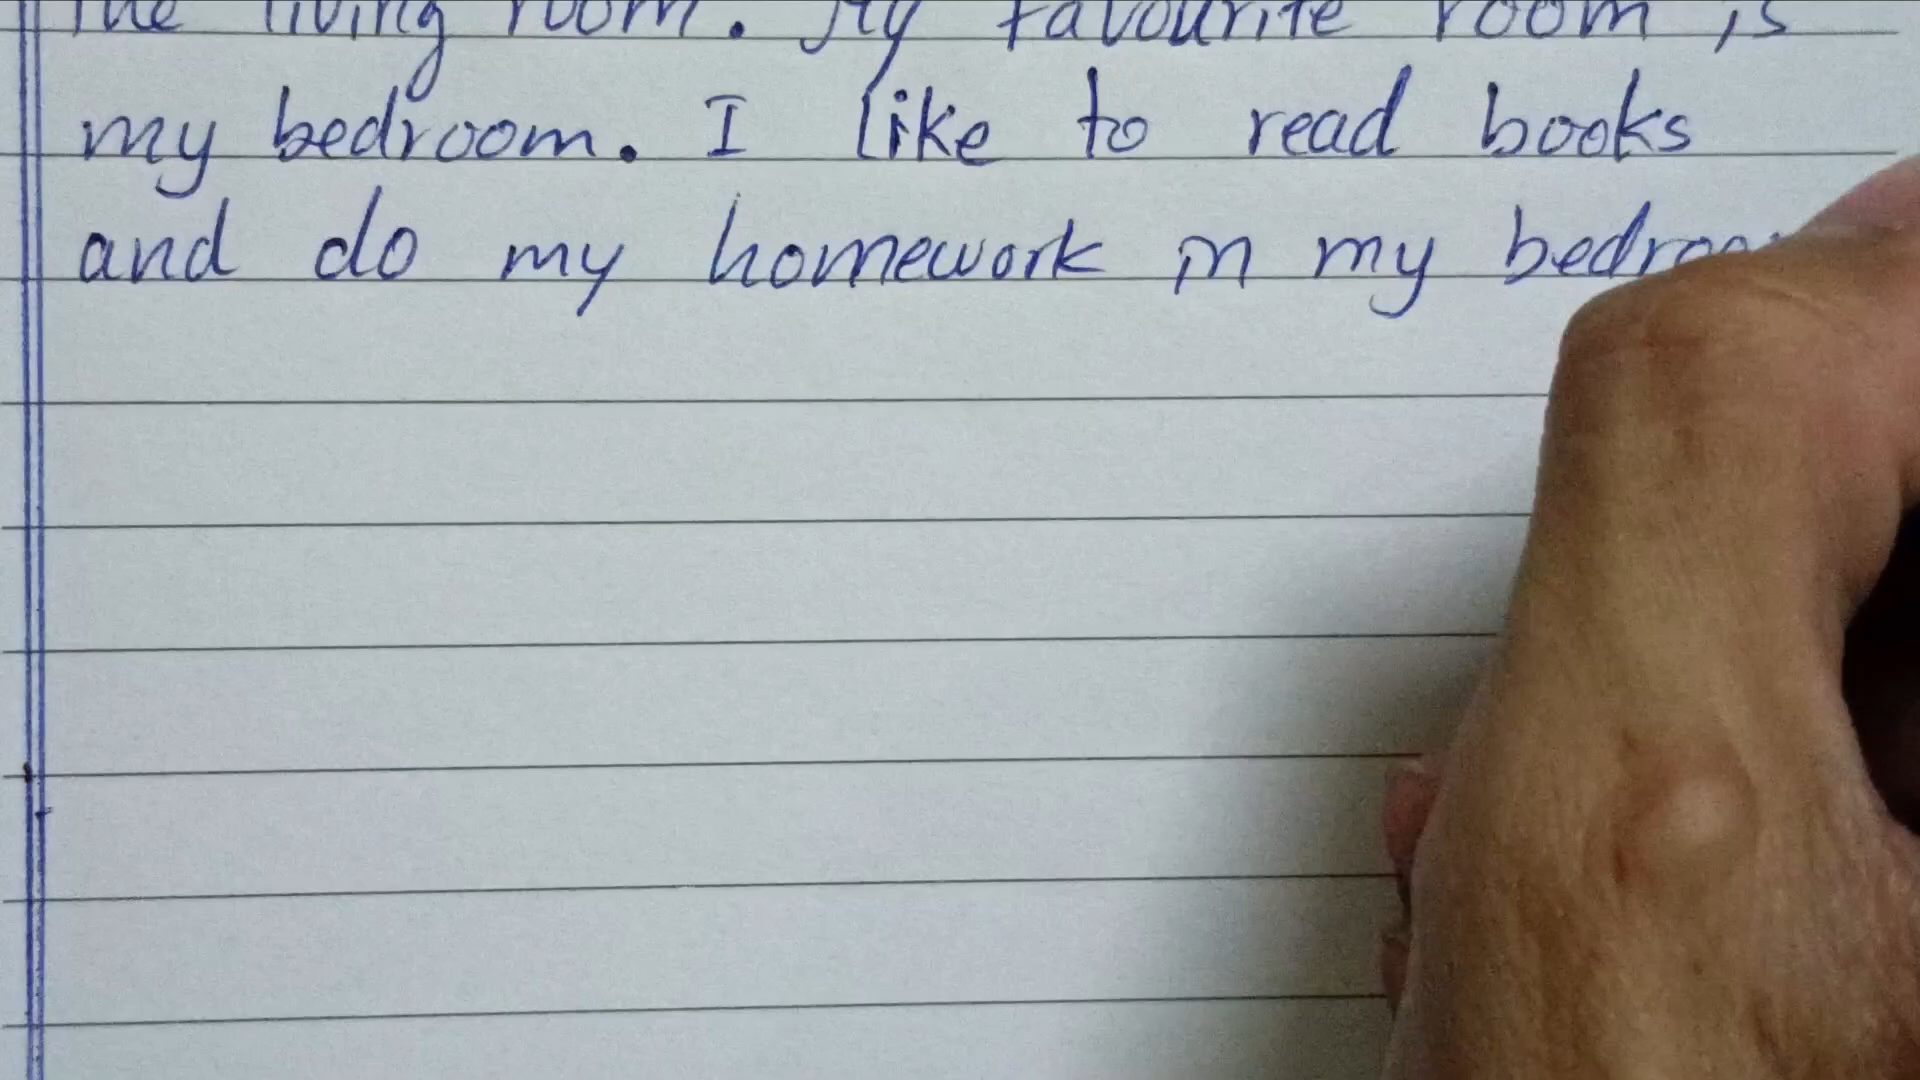 the living room. My favourite room is
my bedroom. I like to read books
and do my homework in my